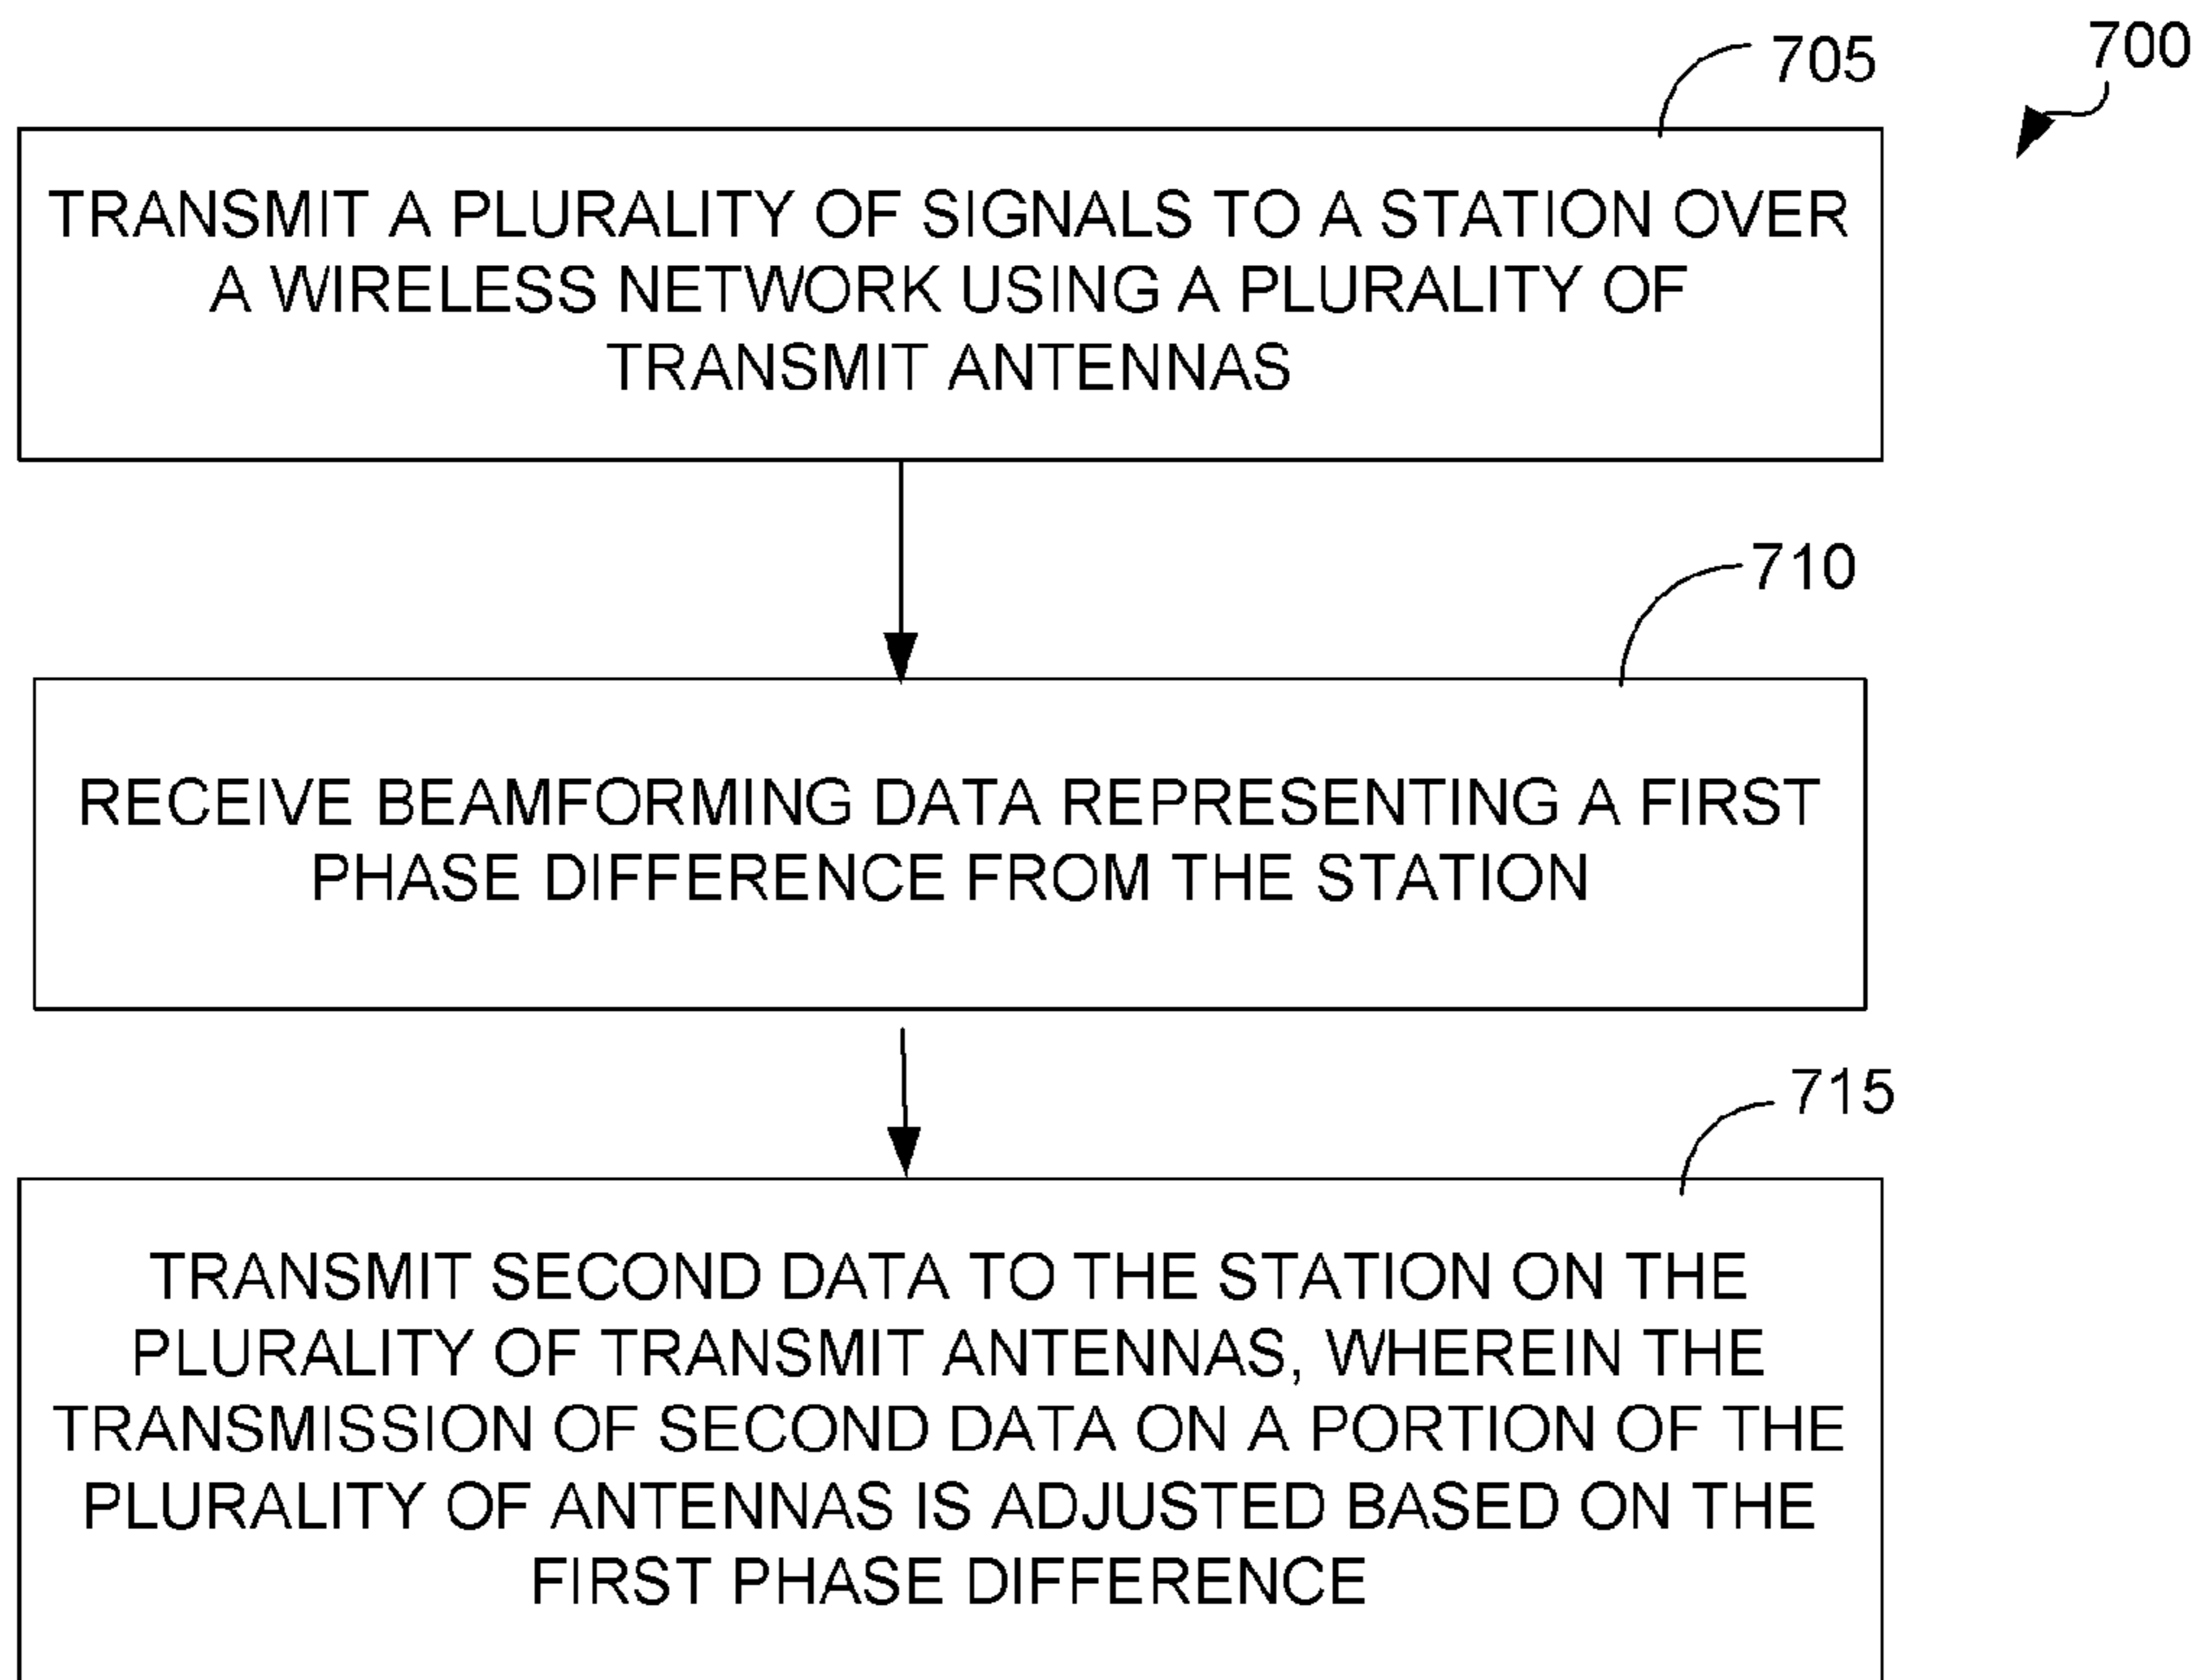 700
705
TRANSMIT A PLURALITY OF SIGNALS TO A STATION OVER
A WIRELESS NETWORK USING A PLURALITY OF
TRANSMIT ANTENNAS
710
RECEIVE BEAMFORMING DATA REPRESENTING A FIRST
PHASE DIFFERENCE FROM THE STATION
715
TRANSMIT SECOND DATA TO THE STATION ON THE
PLURALITY OF TRANSMIT ANTENNAS, WHEREIN THE
TRANSMISSION OF SECOND DATA ON A PORTION OF THE
PLURALITY OF ANTENNAS IS ADJUSTED BASED ON THE
FIRST PHASE DIFFERENCE